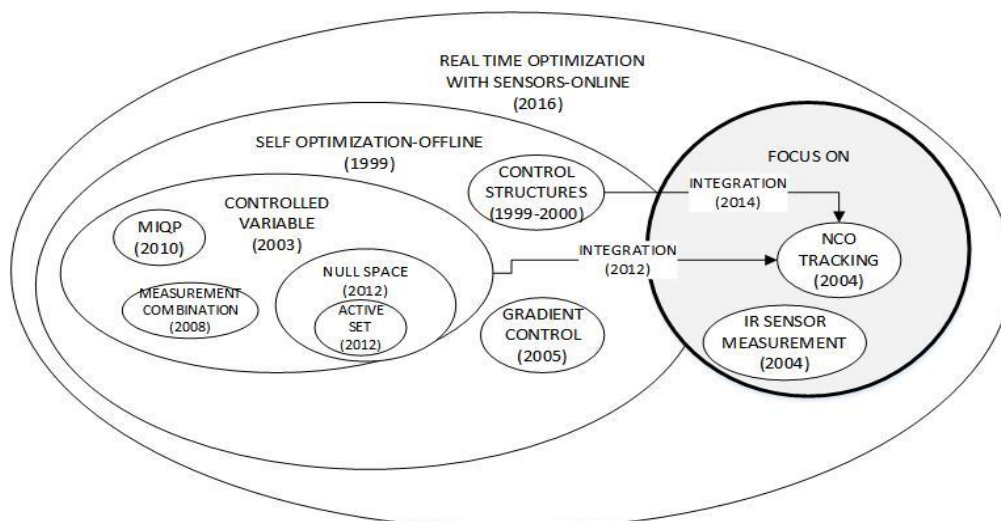 REAL TIME OPTIMIZATION
WITH SENSORS-ONLINE
(2016)
SELF OPTIMIZATION-OFFLINE
(1999)
CONTROL
STRUCTURES
(1999-2000)
FOCUS ON
INTEGRATION
(2014)
CONTROLLED
VARIABLE
(2003)
MIQP
(2010)
NULL SPACE
(2012)
ACTIVE
SET
(2012)
MEASUREMENT
COMBINATION
(2008)
INTEGRATION
(2012)
NCO
TRACKING
(2004)
GRADIENT
CONTROL
(2005)
IR SENSOR
MEASUREMENT
(2004)